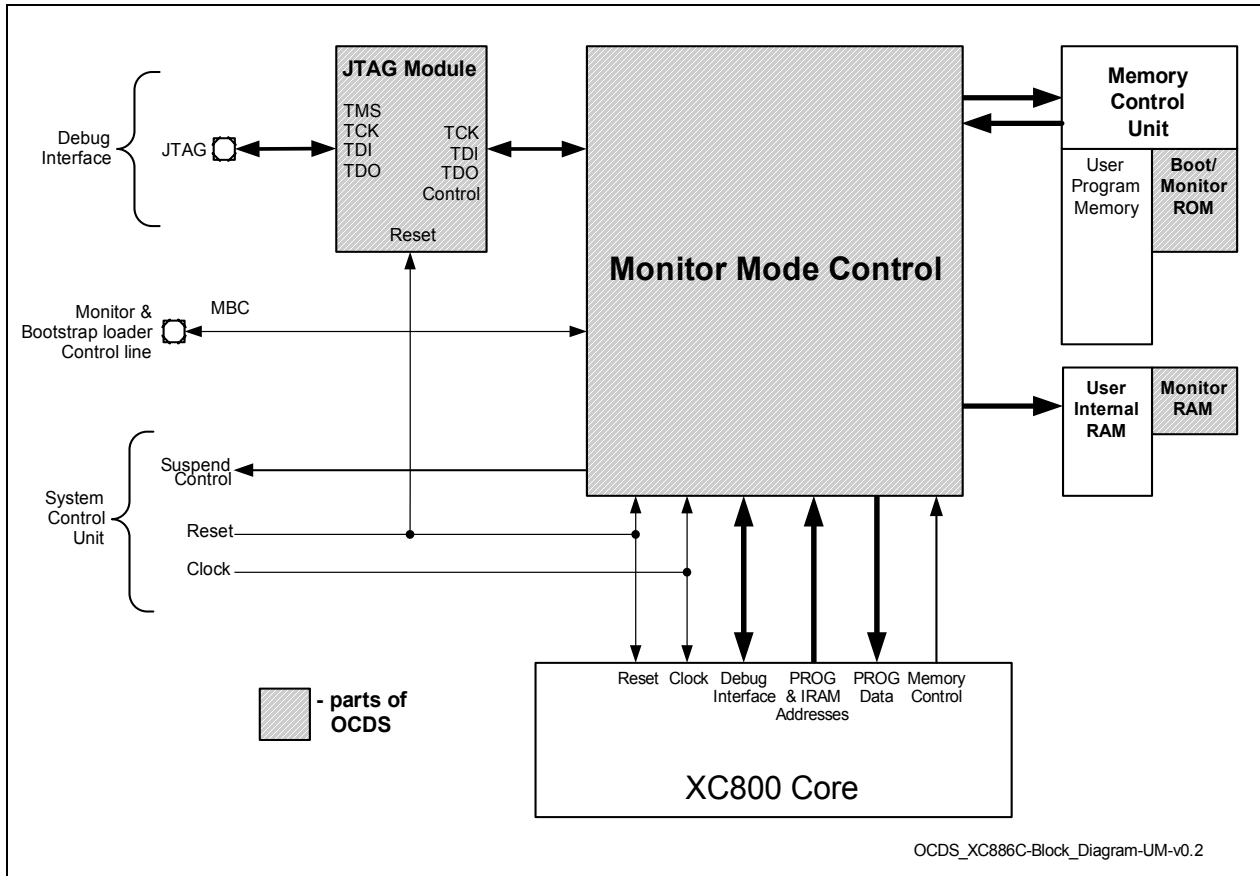 JTAG Module
TMS
TCK
TDI
TDO
TCK
TDI
TDO
Control
Reset
Debug
Interface
JTAG
Monitor Mode Control
Memory
Control
Unit
User
Program
Memory
Boot/
Monitor
ROM
Monitor &
Bootstrap loader
Control line
MBC
User
Internal
RAM
Monitor
RAM
System
Control
Unit
Suspend
Control
Reset
Clock
Reset
Clock
Debug
Interface
PROG
& IRAM
Addresses
PROG
Data
Memory
Control
XC800 Core
- parts of
OCDS
OCDS_XC886C-Block_Diagram-UM-v0.2